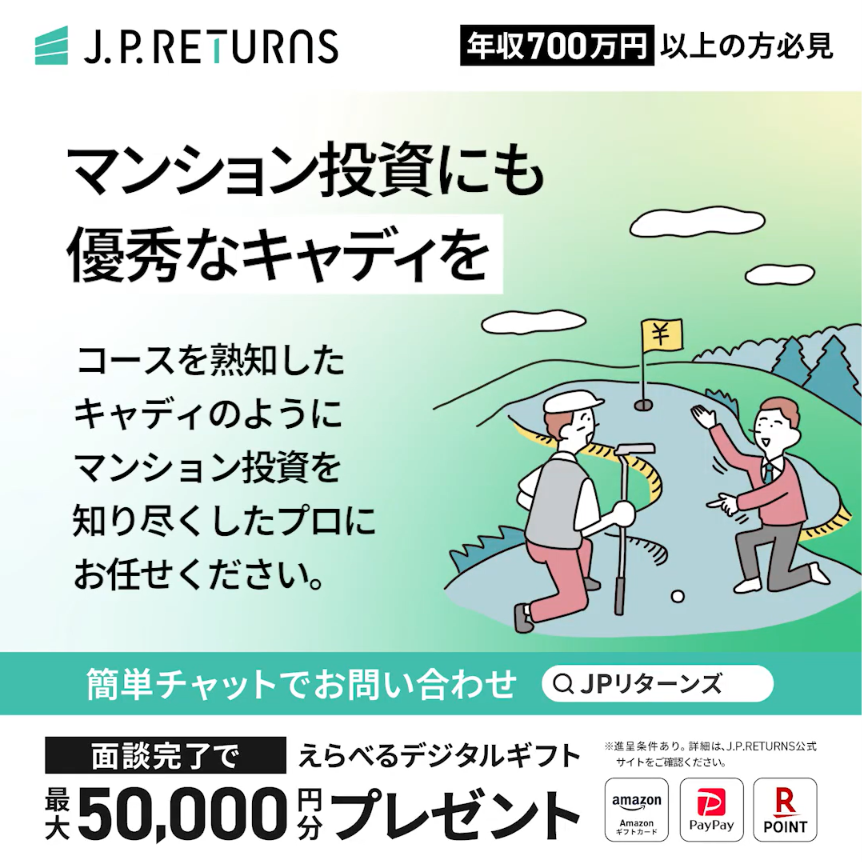 J.P.RETURNS
年収700万円以上の方必見
マンション投資にも
優秀なキャディを
コースを熟知した
キャディのように
マンション投資を
知り尽くしたプロに
お任せください。
¥
簡単チャットでお問い合わせ
JPリターンズ
面談完了で えらべるデジタルギフト
最大50,000円分プレゼント
※進呈条件あり。詳細は、J.P.RETURNS公式
サイトをご確認ください。
amazon
Amazon
ギフトカード
P
PayPay
R
POINT